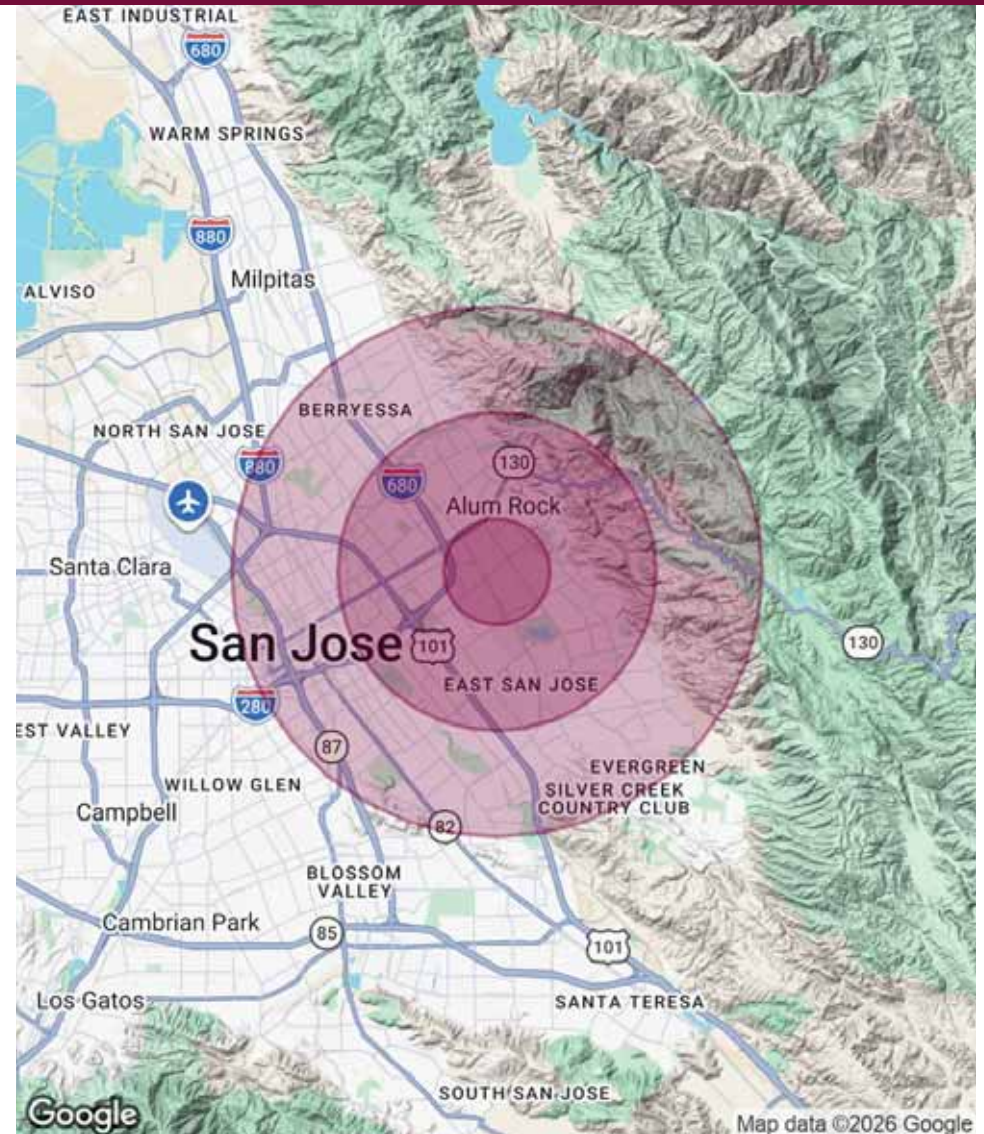 EAST INDUSTRIAL
680
WARM SPRINGS
880
Milpitas
ALVISO
BERRYESSA
NORTH SAN JOSE
880
130
680
Alum Rock
Santa Clara
San Jose
101
130
EAST SAN JOSE
280
EST VALLEY
87
EVERGREEN
WILLOW GLEN
SILVER CREEK
COUNTRY CLUB
Campbell
82
BLOSSOM
VALLEY
Cambrian Park
85
101
Los Gatos
SANTA TERESA
SOUTH SAN JOSE
Google
Map data ©2026 Google